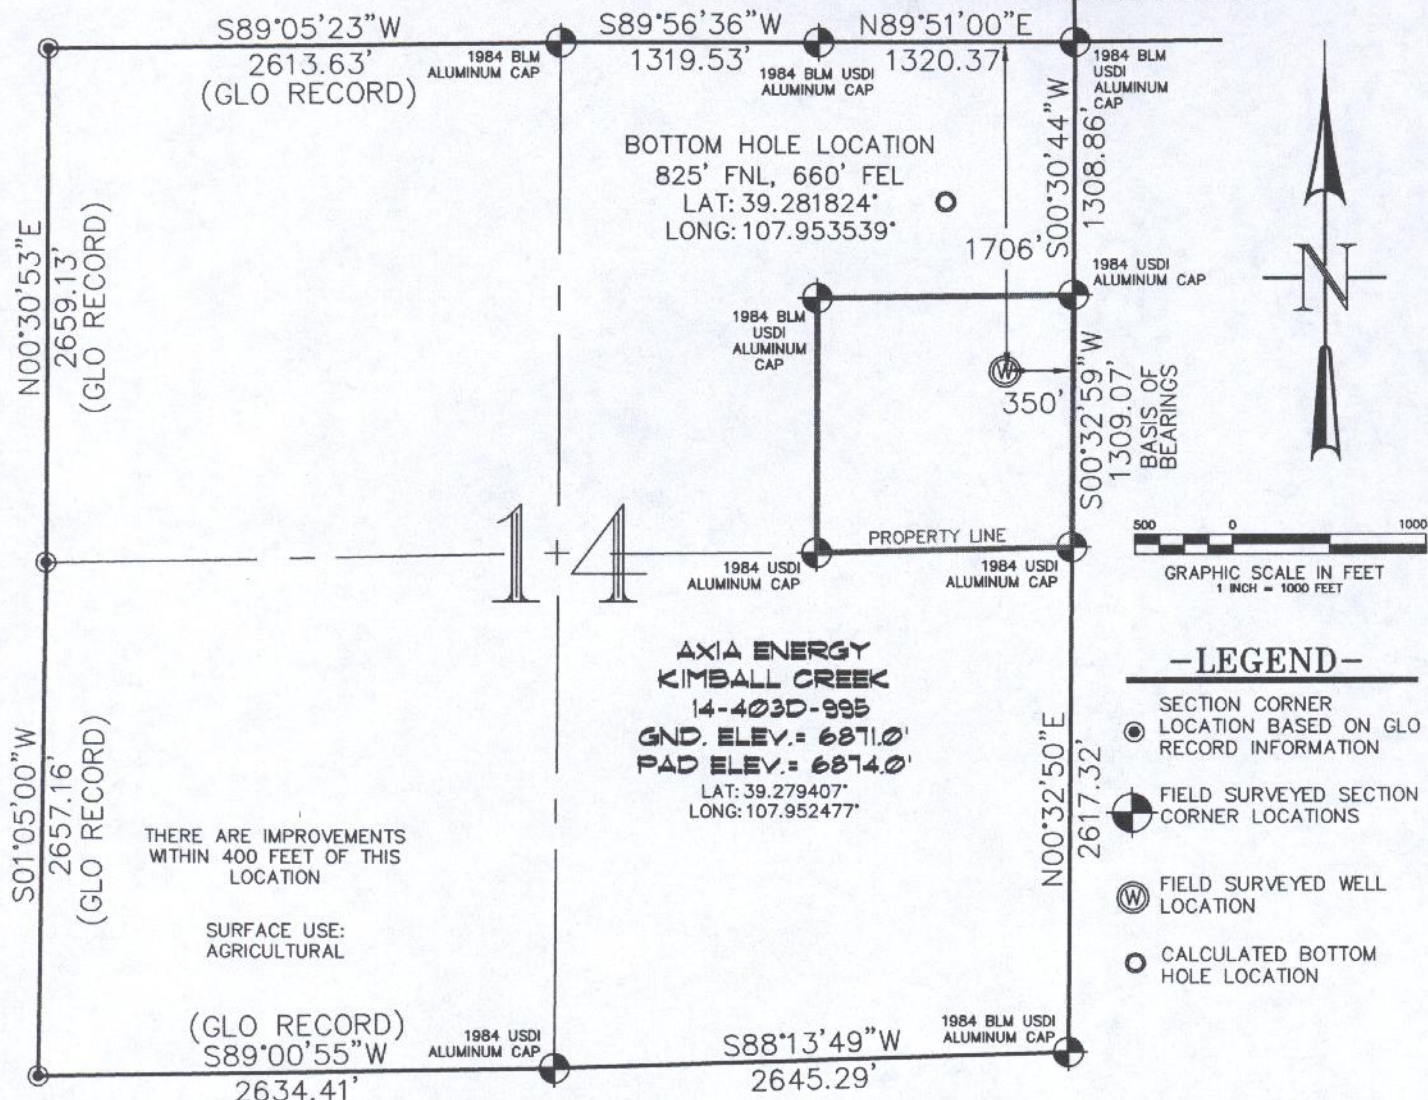 S89°05'23"W
2613.63'
(GLO RECORD)
1984 BLM
ALUMINUM CAP
S89°56'36"W
1319.53'
1984 BLM USDI
ALUMINUM CAP
N89°51'00"E
1320.37'
1984 BLM
USDI
ALUMINUM
CAP
S00°30'44"W
1308.86'
BOTTOM HOLE LOCATION
825' FNL, 660' FEL
LAT: 39.281824°
LONG: 107.953539°
1706'
N00°30'53"E
2659.13'
(GLO RECORD)
1984 USDI
ALUMINUM CAP
1984 BLM
USDI
ALUMINUM
CAP
W
350'
S00°32'59"W
1309.07'
BASIS OF
BEARINGS
N
14
PROPERTY LINE
1984 USDI
ALUMINUM CAP
1984 USDI
ALUMINUM CAP
500 0 1000
GRAPHIC SCALE IN FEET
1 INCH = 1000 FEET
AXIA ENERGY
KIMBALL CREEK
14-403D-995
GND. ELEV.= 6871.0'
PAD ELEV.= 6874.0'
LAT: 39.279407°
LONG: 107.952477°
-LEGEND-
SECTION CORNER
LOCATION BASED ON GLO
RECORD INFORMATION
FIELD SURVEYED SECTION
CORNER LOCATIONS
W FIELD SURVEYED WELL
LOCATION
CALCULATED BOTTOM
HOLE LOCATION
S01°05'00"W
2657.16'
(GLO RECORD)
N00°32'50"E
2617.32'
THERE ARE IMPROVEMENTS
WITHIN 400 FEET OF THIS
LOCATION
SURFACE USE:
AGRICULTURAL
(GLO RECORD)
S89°00'55"W
2634.41'
1984 USDI
ALUMINUM CAP
S88°13'49"W
2645.29'
1984 BLM USDI
ALUMINUM CAP